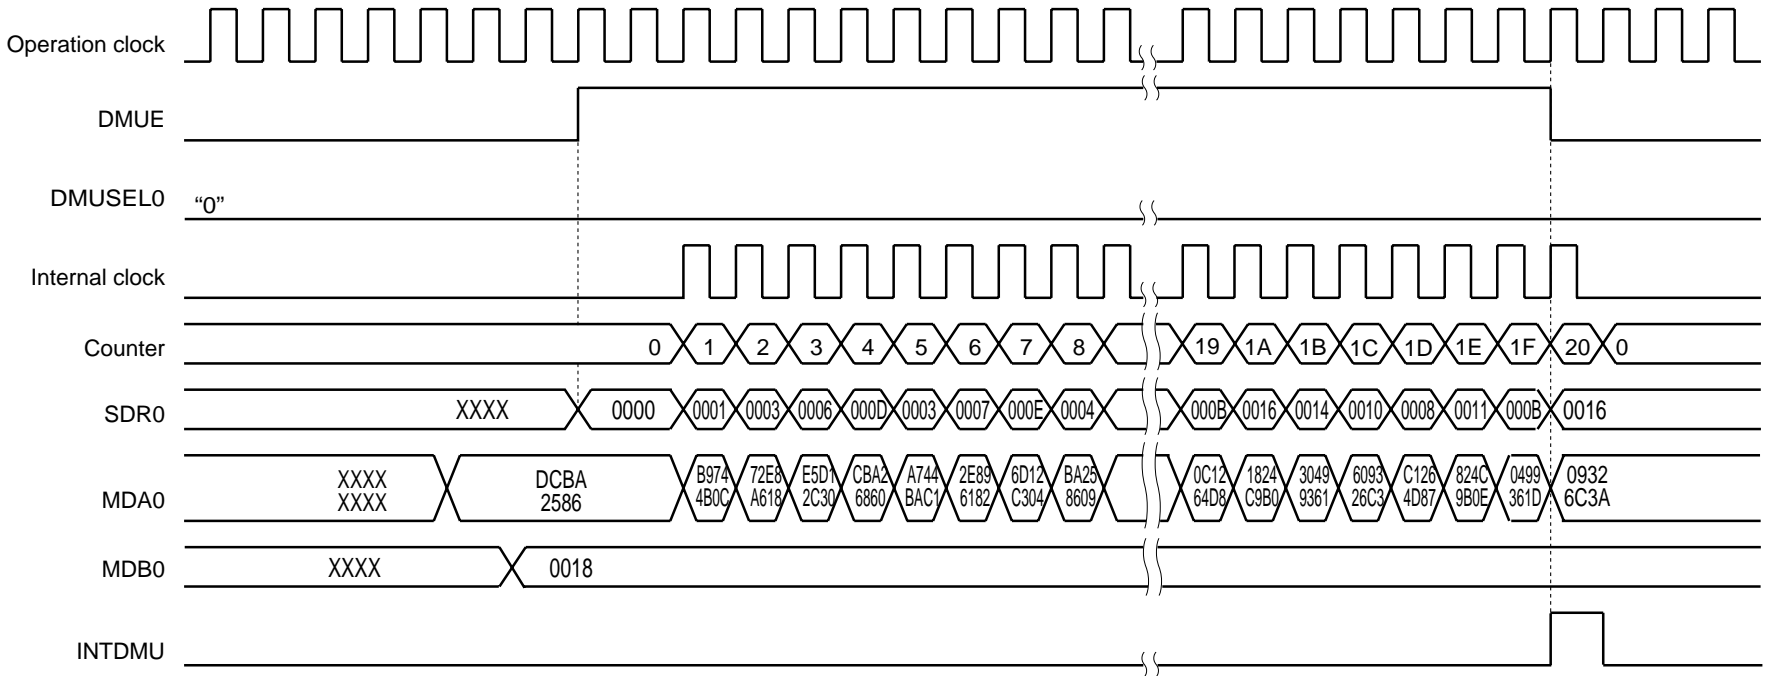 Operation clock
DMUE
DMUSEL0 “0”
Internal clock
Counter 0 1 2 3 4 5 6 7 8 19 1A 1B 1C 1D 1E 1F 20 0
SDR0 XXXX 0000 0001 0003 0006 000D 0003 0007 000E 0004 000B 0016 0014 0010 0008 0011 000B 0016
XXXX DCBA B974 72E8 E5D1 CBA2 A744 2E89 6D12 BA25 0C12 1824 3049 6093 C126 824C 0499 0932
MDA0 XXXX 2586 4B0C A618 2C30 6860 BAC1 6182 C304 8609 64D8 C9B0 9361 26C3 4D87 9B0E 361D 6C3A
MDB0 XXXX 0018
INTDMU